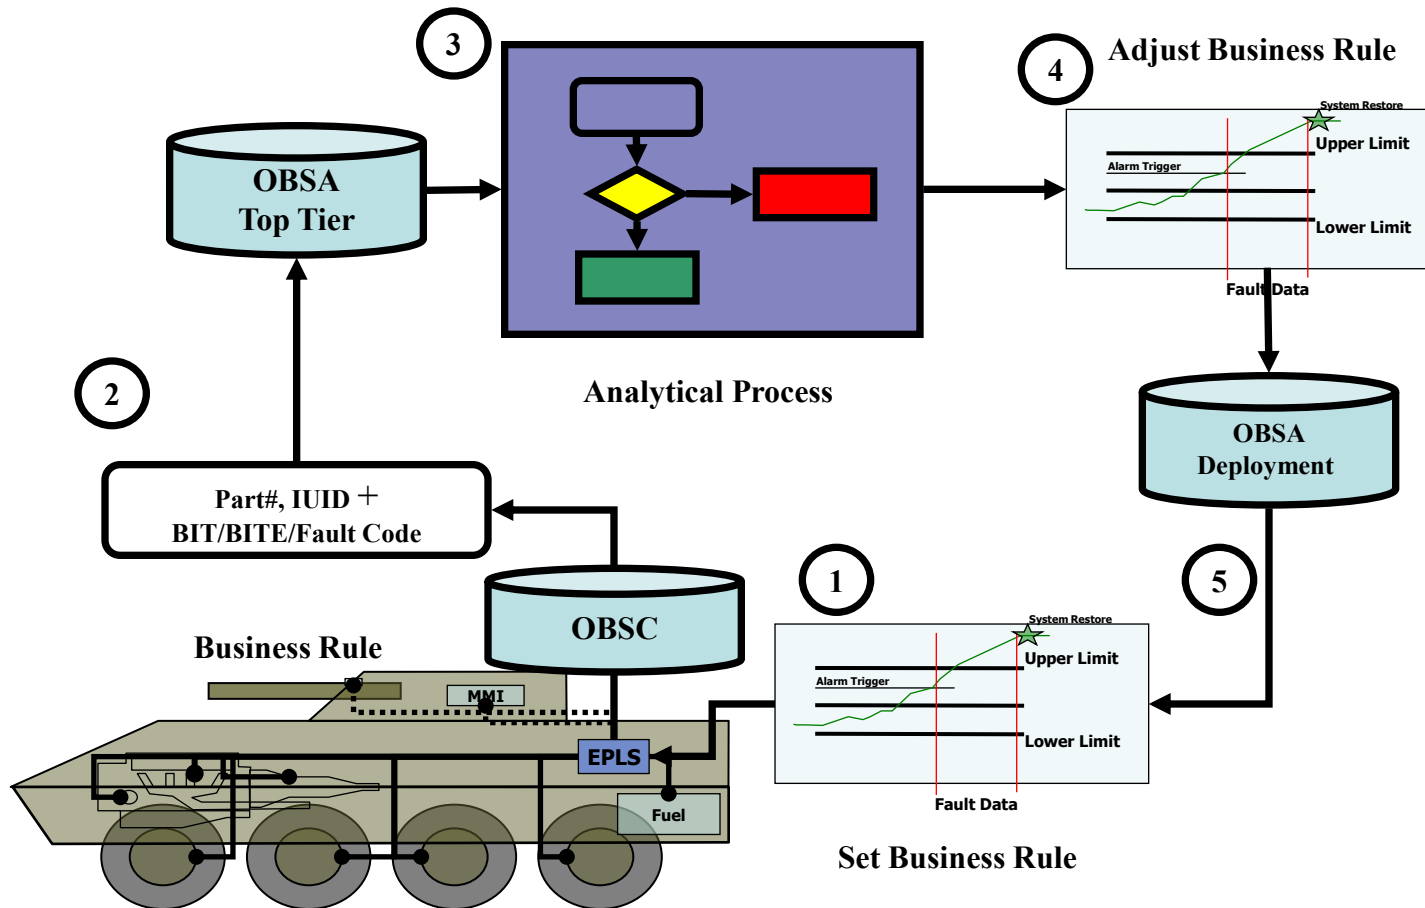 3
4
Adjust Business Rule
System Restore
Upper Limit
Alarm Trigger
Lower Limit
Fault Data
OBSA
Top Tier
Analytical Process
2
OBSA
Deployment
Part#, IUID +
BIT/BITE/Fault Code
1
5
OBSC
Business Rule
System Restore
Upper Limit
Alarm Trigger
Lower Limit
Fault Data
MMI
EPLS
Fuel
Set Business Rule